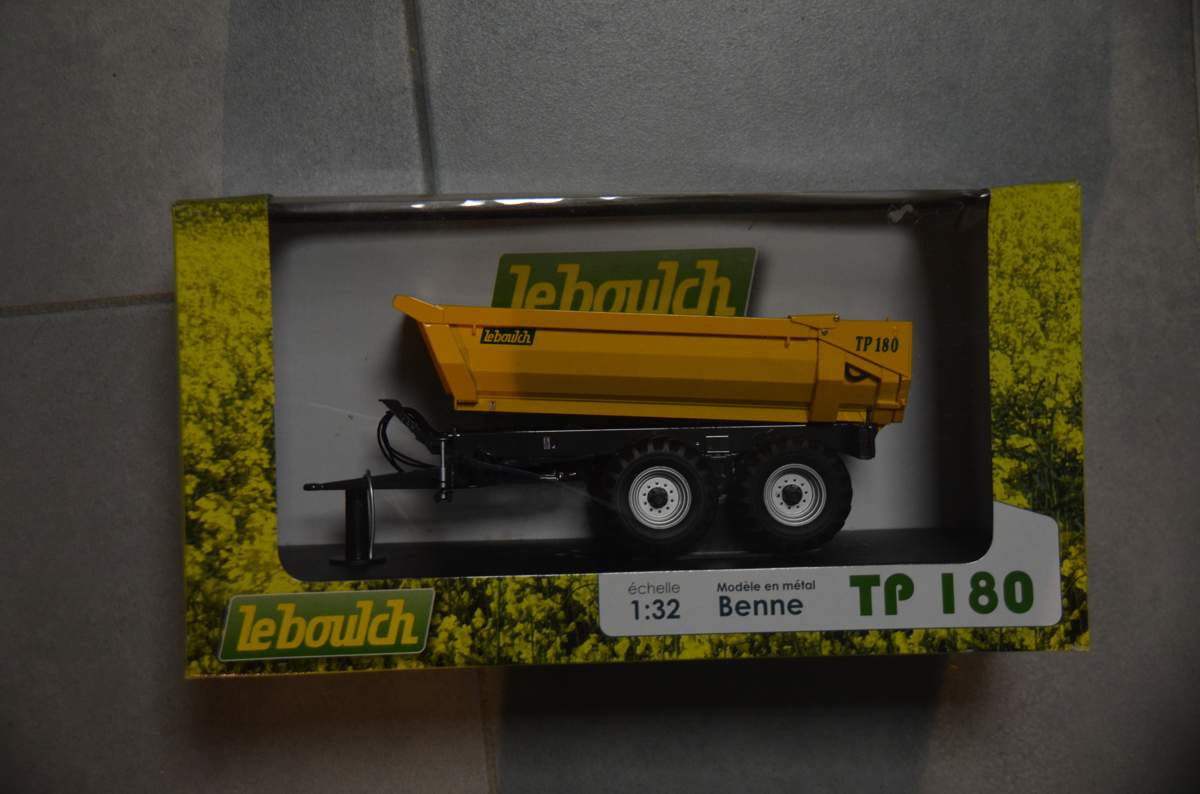 leboulch
leboulch
TP 180
leboulch
échelle
1:32
Modèle en métal
Benne
TP 180